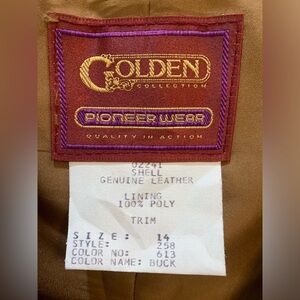 GOLDEN
COLLECTION
PIONEER WEAR
QUALITY IN ACTION
02241
SHELL
GENUINE LEATHER
LINING
100% POLY
TRIM
SIZE: 14
STYLE: 258
COLOR NO: 613
COLOR NAME: BUCK